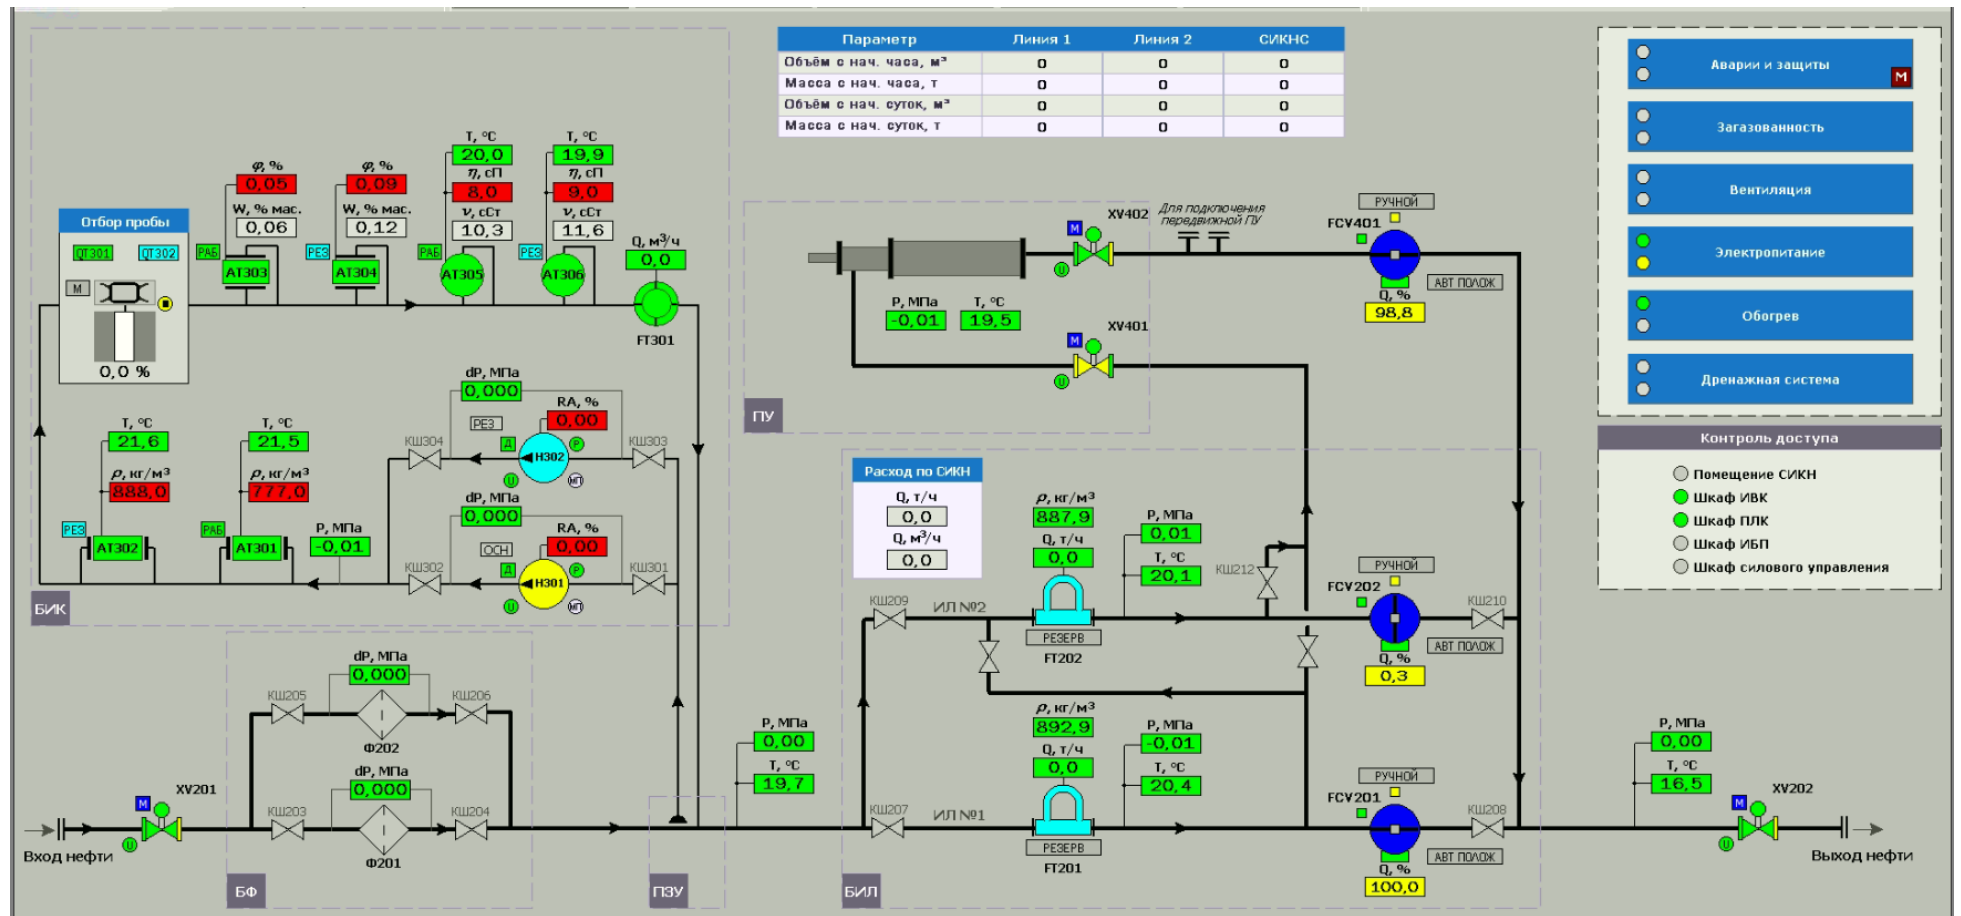 Параметр Линия 1 Линия 2 СИКНС
Объём с нач. часа, м³ 0 0 0
Масса с нач. часа, т 0 0 0
Объём с нач. суток, м³ 0 0 0
Масса с нач. суток, т 0 0 0
Аварии и защиты
М
Загазованность
Вентиляция
Электропитание
Обогрев
Дренажная система
Контроль доступа
Помещение СИКН
Шкаф ИВК
Шкаф ПЛК
Шкаф ИБП
Шкаф силового управления
Отбор пробы
QT301 QT302
М
0,0 %
φ, %
0,05
W, % мас.
0,06
РАБ
AT303
φ, %
0,09
W, % мас.
0,12
РЕЗ
AT304
T, °C
20,0
η, сП
8,0
ν, сСт
10,3
РАБ
AT305
T, °C
19,9
η, сП
9,0
ν, сСт
11,6
РЕЗ
AT306
Q, м³/ч
0,0
FT301
dP, МПа
0,000
RA, %
0,00
РЕЗ
КШ304
Д
Р
Н302
U
МП
КШ303
dP, МПа
0,000
RA, %
0,00
ОСН
КШ302
Д
Р
Н301
U
МП
КШ301
T, °C
21,6
ρ, кг/м³
888,0
РЕЗ
AT302
T, °C
21,5
ρ, кг/м³
777,0
РАБ
AT301
P, МПа
-0,01
БИК
XV402
М
U
Для подключения
передвижной ПУ
P, МПа
-0,01
T, °C
19,5
XV401
М
U
ПУ
РУЧНОЙ
FCV401
АВТ ПОЛОЖ
Q, %
98,8
Расход по СИКН
Q, т/ч
0,0
Q, м³/ч
0,0
ρ, кг/м³
887,9
Q, т/ч
0,0
P, МПа
0,01
T, °C
20,1
КШ209
ИЛ №2
РЕЗЕРВ
FT202
КШ212
РУЧНОЙ
FCV202
КШ210
АВТ ПОЛОЖ
Q, %
0,3
ρ, кг/м³
892,9
Q, т/ч
0,0
P, МПа
-0,01
T, °C
20,4
КШ207
ИЛ №1
РЕЗЕРВ
FT201
РУЧНОЙ
FCV201
КШ208
АВТ ПОЛОЖ
Q, %
100,0
БИЛ
dP, МПа
0,000
КШ205
КШ206
Ф202
dP, МПа
0,000
КШ203
КШ204
Ф201
БФ
XV201
М
U
Вход нефти
ПЗУ
P, МПа
0,00
T, °C
19,7
P, МПа
0,00
T, °C
16,5
XV202
М
U
Выход нефти